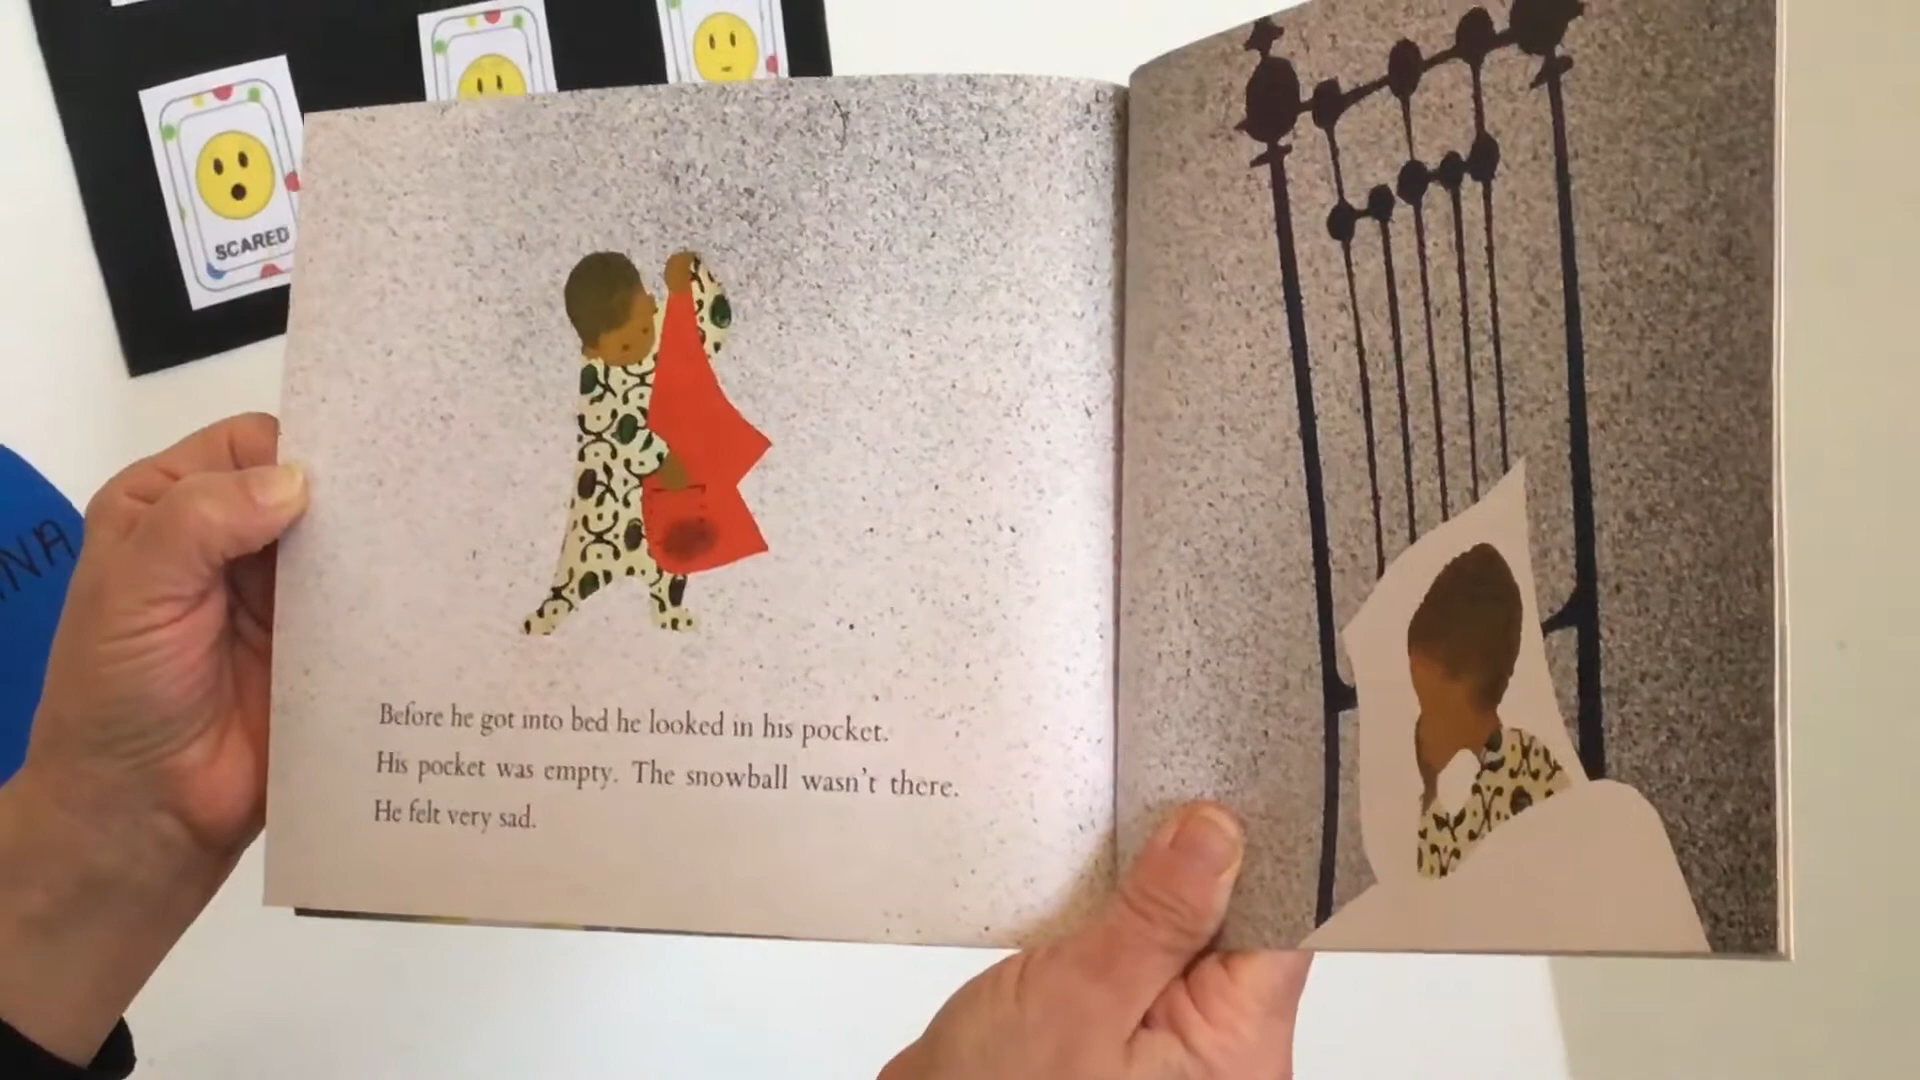 SCARED
Before he got into bed he looked in his pocket.
His pocket was empty. The snowball wasn't there.
He felt very sad.